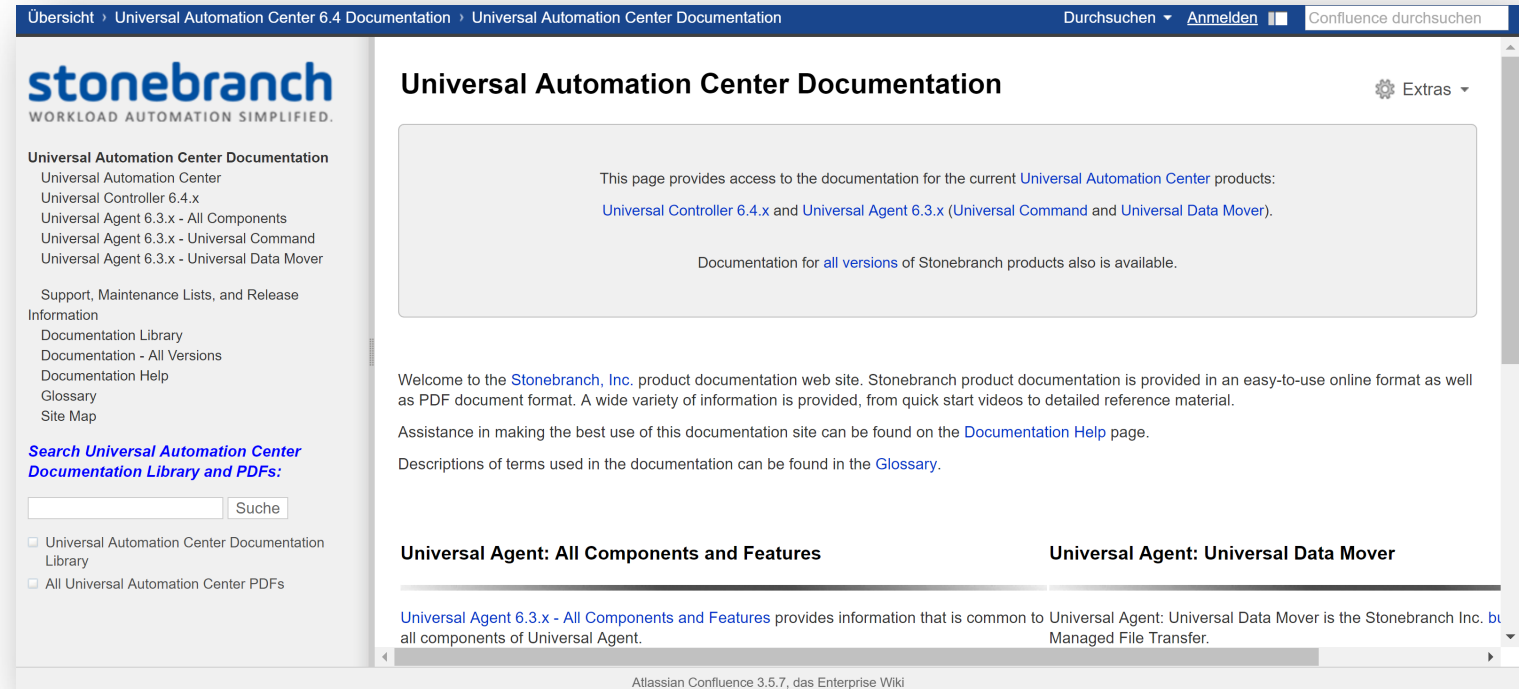 Übersicht › Universal Automation Center 6.4 Documentation › Universal Automation Center Documentation
Durchsuchen Anmelden Confluence durchsuchen
stonebranch
WORKLOAD AUTOMATION SIMPLIFIED.
Universal Automation Center Documentation
Universal Automation Center
Universal Controller 6.4.x
Universal Agent 6.3.x - All Components
Universal Agent 6.3.x - Universal Command
Universal Agent 6.3.x - Universal Data Mover
Support, Maintenance Lists, and Release
Information
Documentation Library
Documentation - All Versions
Documentation Help
Glossary
Site Map
Search Universal Automation Center
Documentation Library and PDFs:
Suche
Universal Automation Center Documentation
Library
All Universal Automation Center PDFs
Universal Automation Center Documentation
Extras
This page provides access to the documentation for the current Universal Automation Center products:
Universal Controller 6.4.x and Universal Agent 6.3.x (Universal Command and Universal Data Mover).
Documentation for all versions of Stonebranch products also is available.
Welcome to the Stonebranch, Inc. product documentation web site. Stonebranch product documentation is provided in an easy-to-use online format as well
as PDF document format. A wide variety of information is provided, from quick start videos to detailed reference material.
Assistance in making the best use of this documentation site can be found on the Documentation Help page.
Descriptions of terms used in the documentation can be found in the Glossary.
Universal Agent: All Components and Features
Universal Agent 6.3.x - All Components and Features provides information that is common to
all components of Universal Agent.
Universal Agent: Universal Data Mover
Universal Agent: Universal Data Mover is the Stonebranch Inc.
Managed File Transfer.
Atlassian Confluence 3.5.7, das Enterprise Wiki